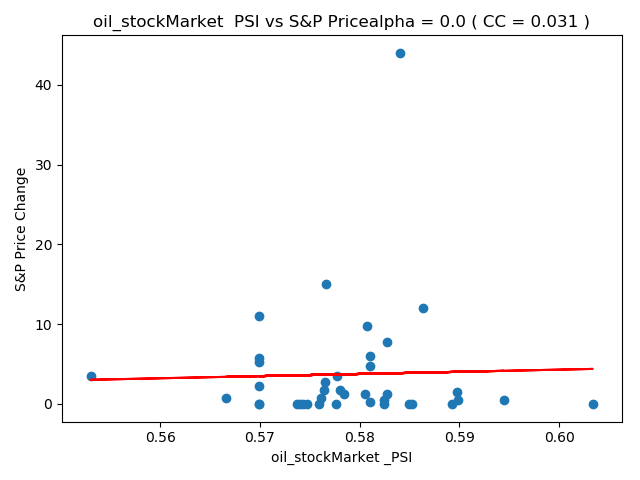 oil_stockMarket  PSI vs S&P Pricealpha = 0.0 ( CC = 0.031 )
40
30
20
10
0
S&P Price Change
0.56 0.57 0.58 0.59 0.60
oil_stockMarket _PSI